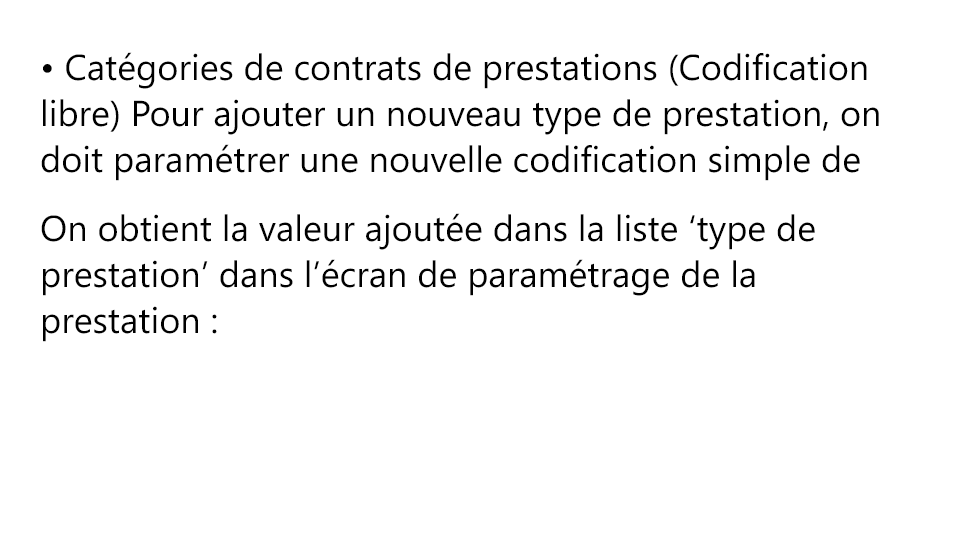 • Catégories de contrats de prestations (Codification
libre) Pour ajouter un nouveau type de prestation, on
doit paramétrer une nouvelle codification simple de
On obtient la valeur ajoutée dans la liste ‘type de
prestation’ dans l’écran de paramétrage de la
prestation :